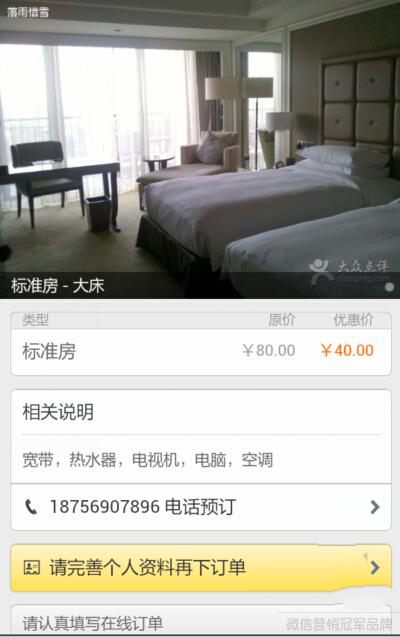 落雨惜雪
大众点评
dianping.com
标准房 - 大床
类型 原价 优惠价
标准房 ￥80.00 ￥40.00
相关说明
宽带，热水器，电视机，电脑，空调
18756907896 电话预订
请完善个人资料再下订单
请认真填写在线订单
微信营销冠军品牌